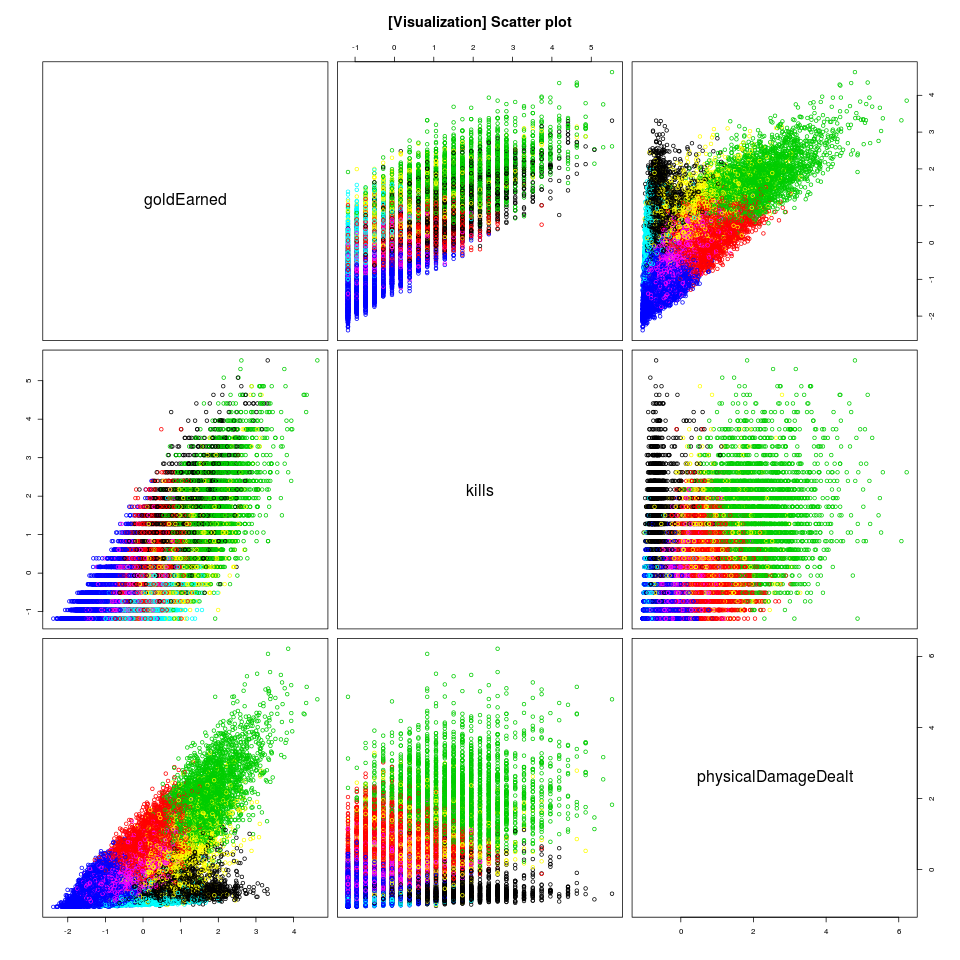 [Visualization] Scatter plot
-1 0 1 2 3 4 5
goldEarned
4
3
2
1
0
-1
-2
5
4
3
2
1
0
-1
kills
physicalDamageDealt
6
4
2
0
-2 -1 0 1 2 3 4
0 2 4 6